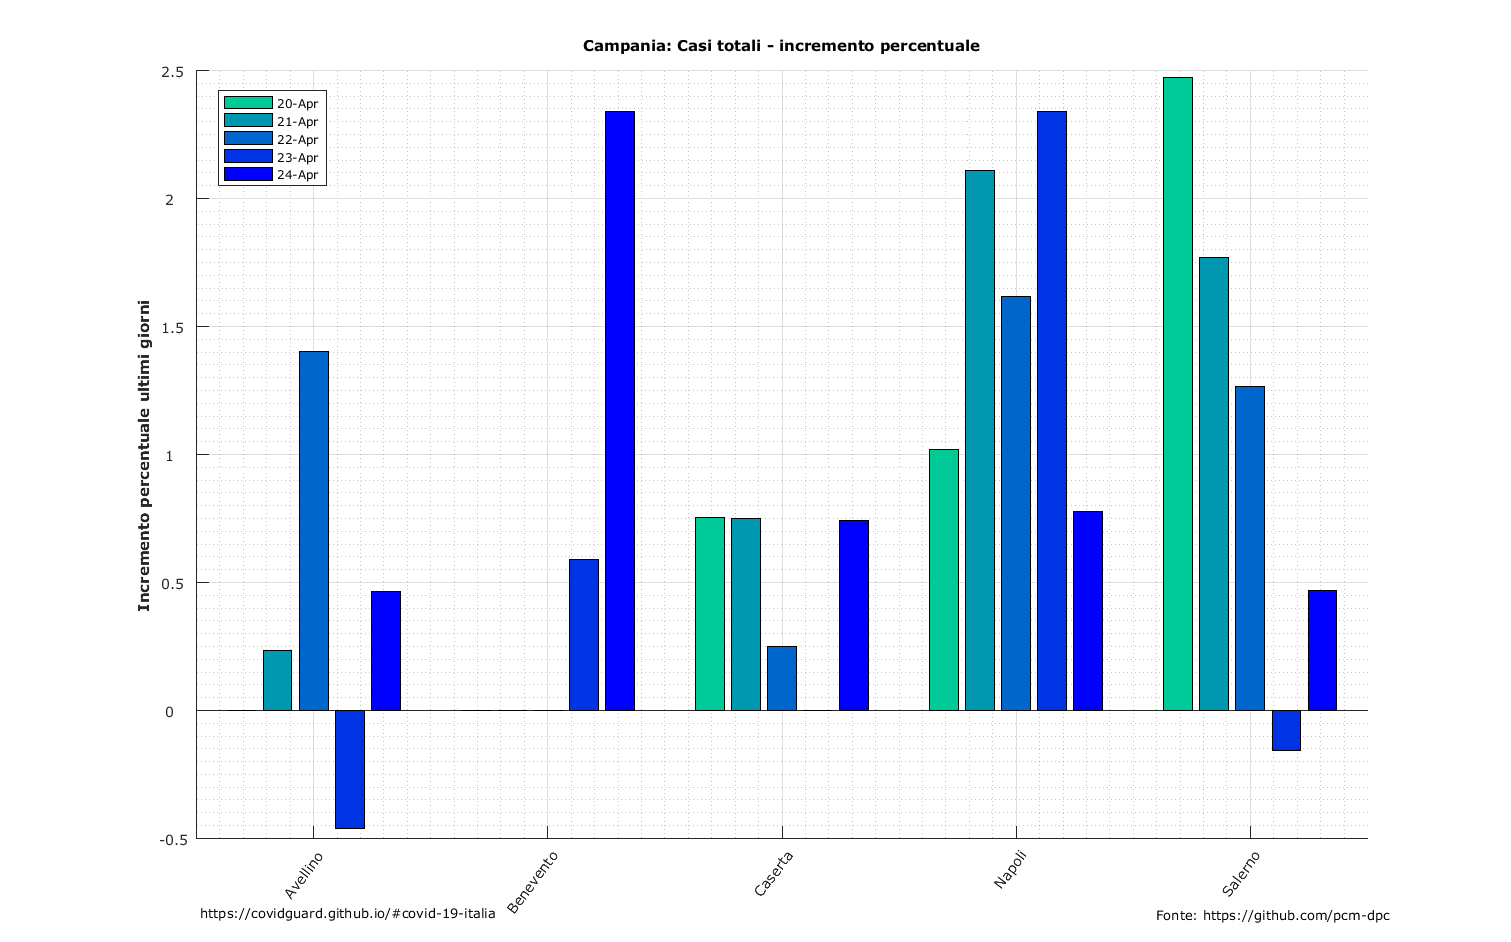 Campania: Casi totali - incremento percentuale
Incremento percentuale ultimi giorni
2.5
2
1.5
1
0.5
0
-0.5
20-Apr
21-Apr
22-Apr
23-Apr
24-Apr
Avellino
Benevento
Caserta
Napoli
Salerno
https://covidguard.github.io/#covid-19-italia
Fonte: https://github.com/pcm-dpc